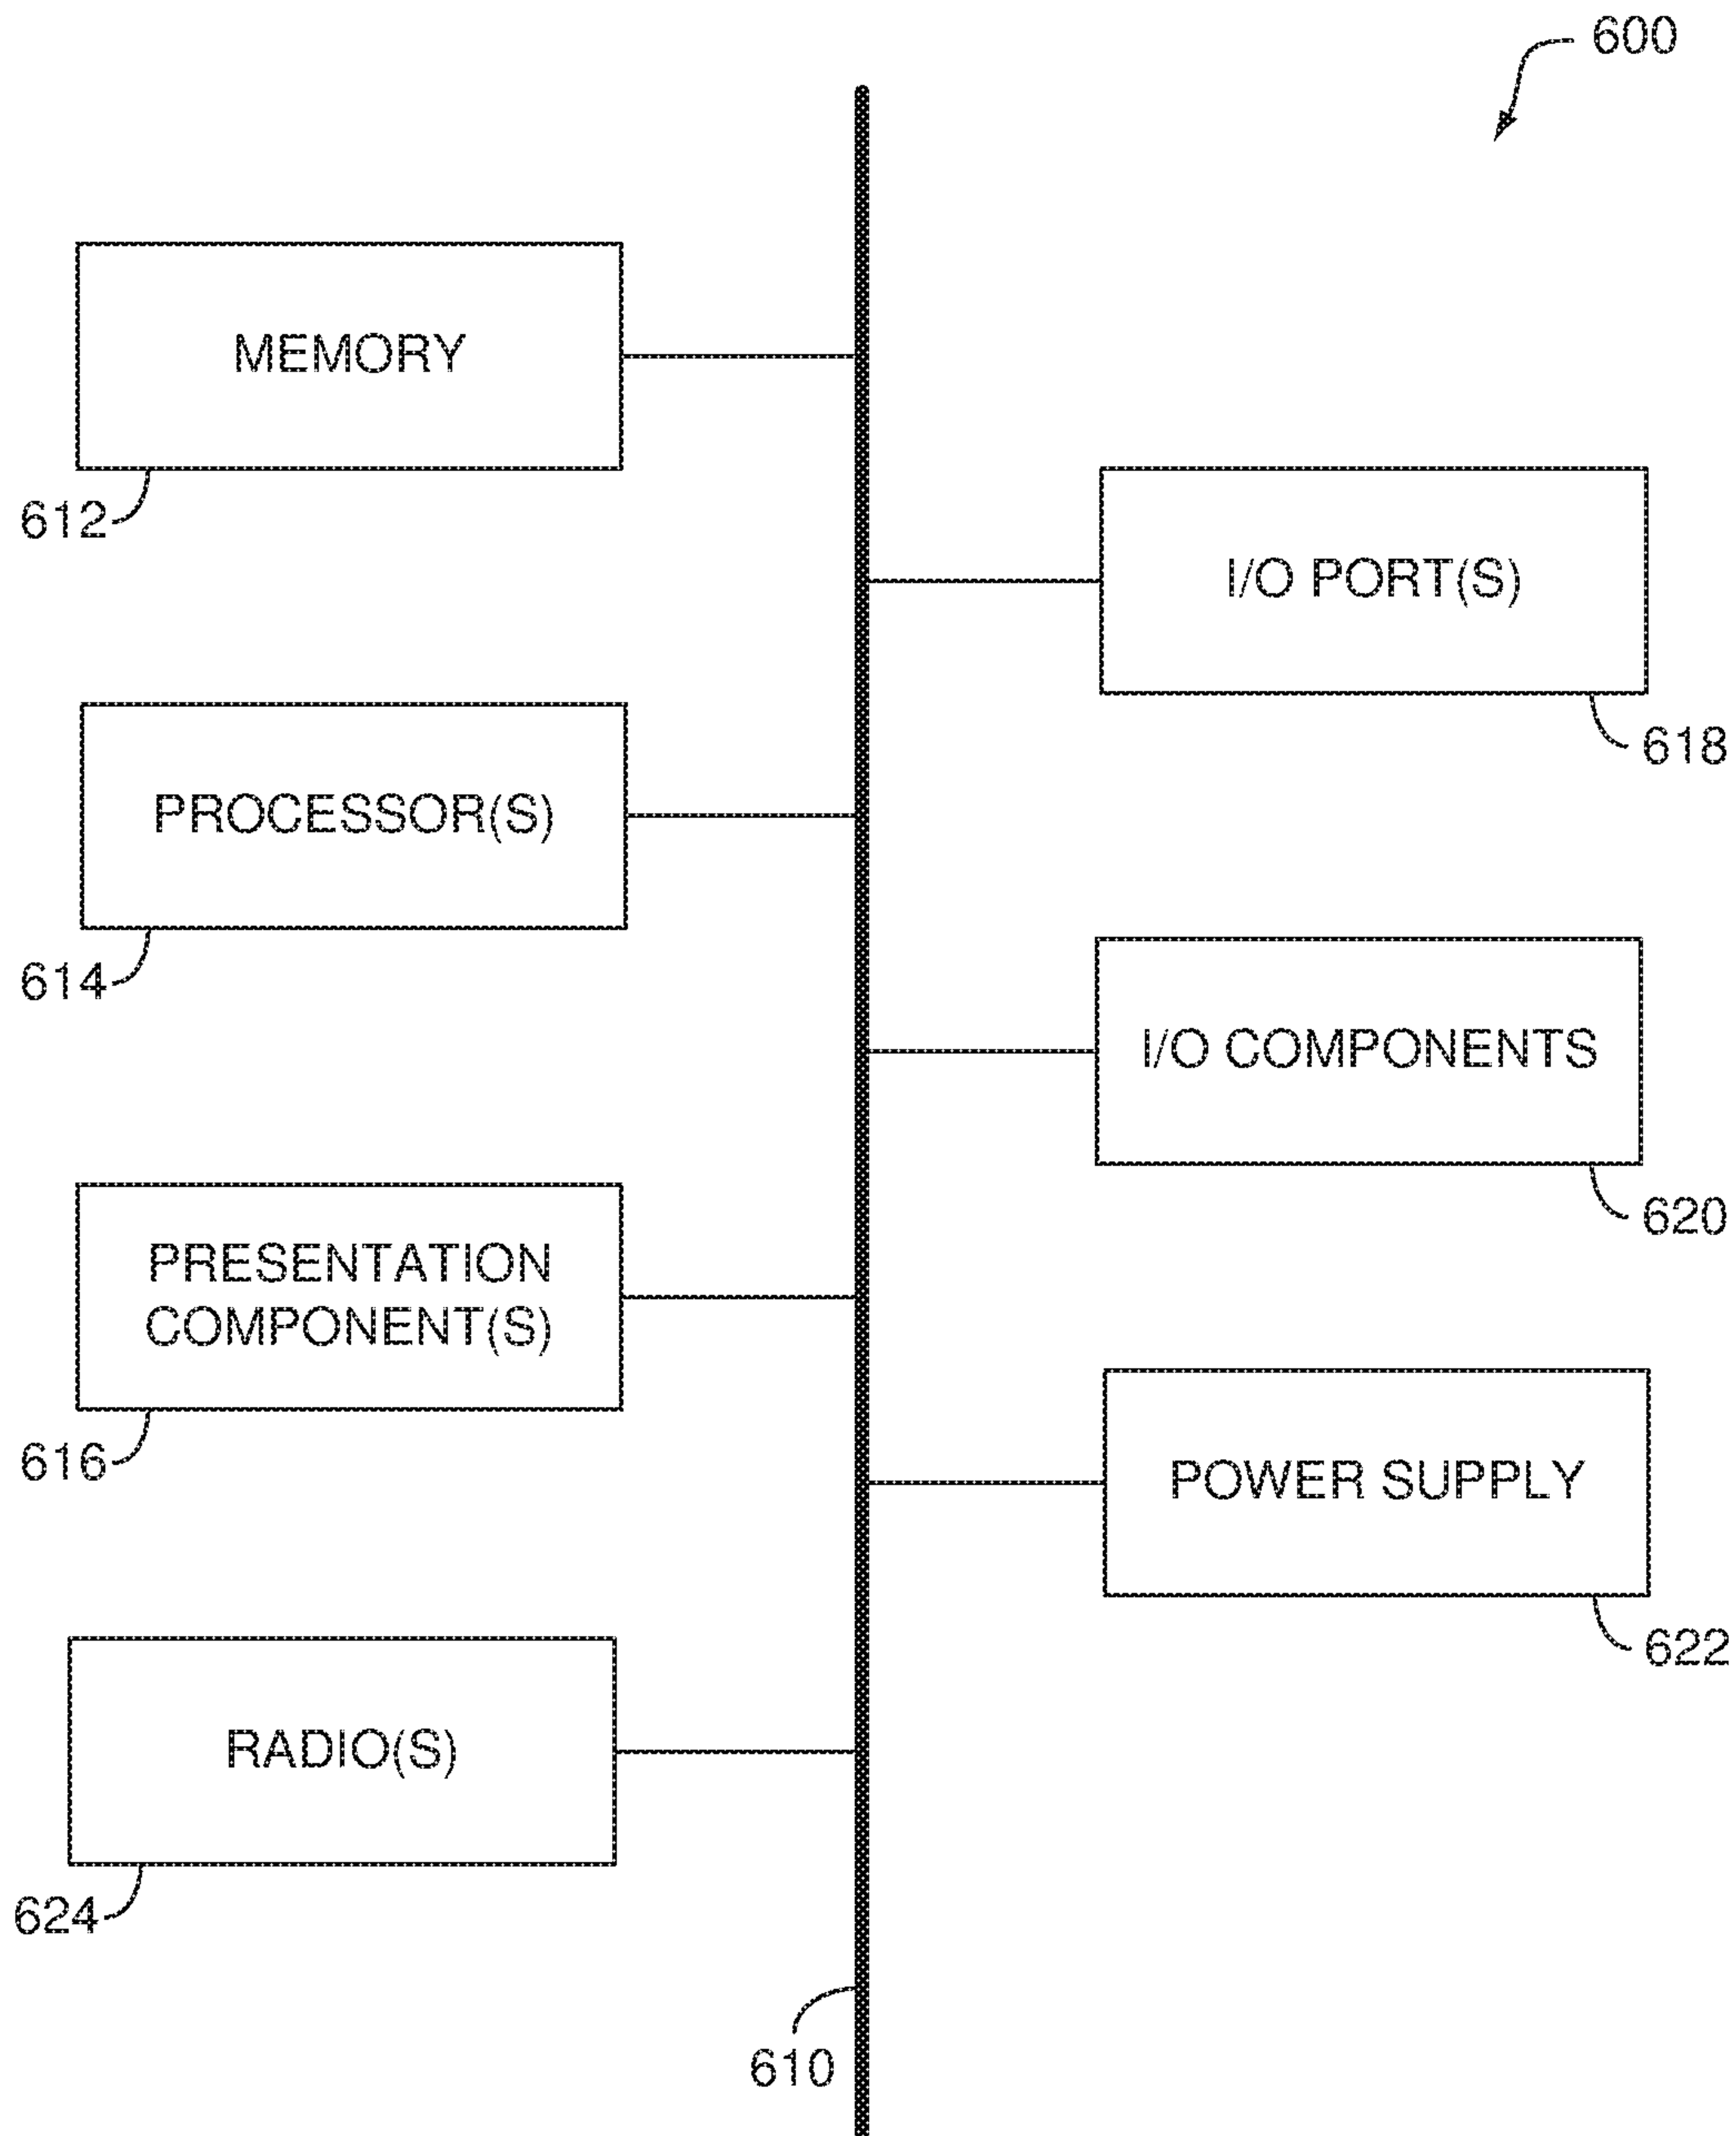 600
MEMORY
612
I/O PORT(S)
618
PROCESSOR(S)
614
I/O COMPONENTS
620
PRESENTATION
COMPONENT(S)
616
POWER SUPPLY
622
RADIO(S)
624
610